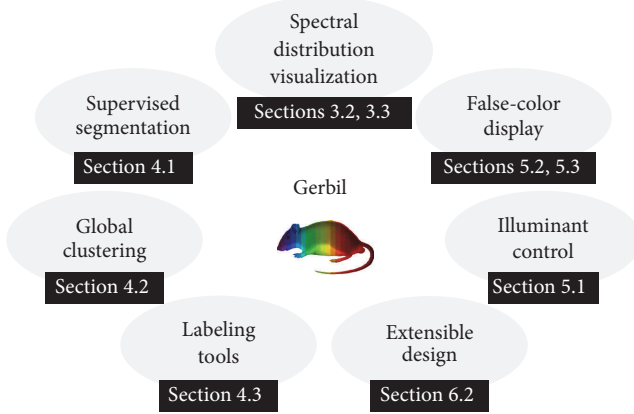 Spectral
distribution
visualization
Sections 3.2, 3.3
Supervised
segmentation
Section 4.1
False-color
display
Sections 5.2, 5.3
Gerbil
Global
clustering
Section 4.2
Illuminant
control
Section 5.1
Labeling
tools
Section 4.3
Extensible
design
Section 6.2